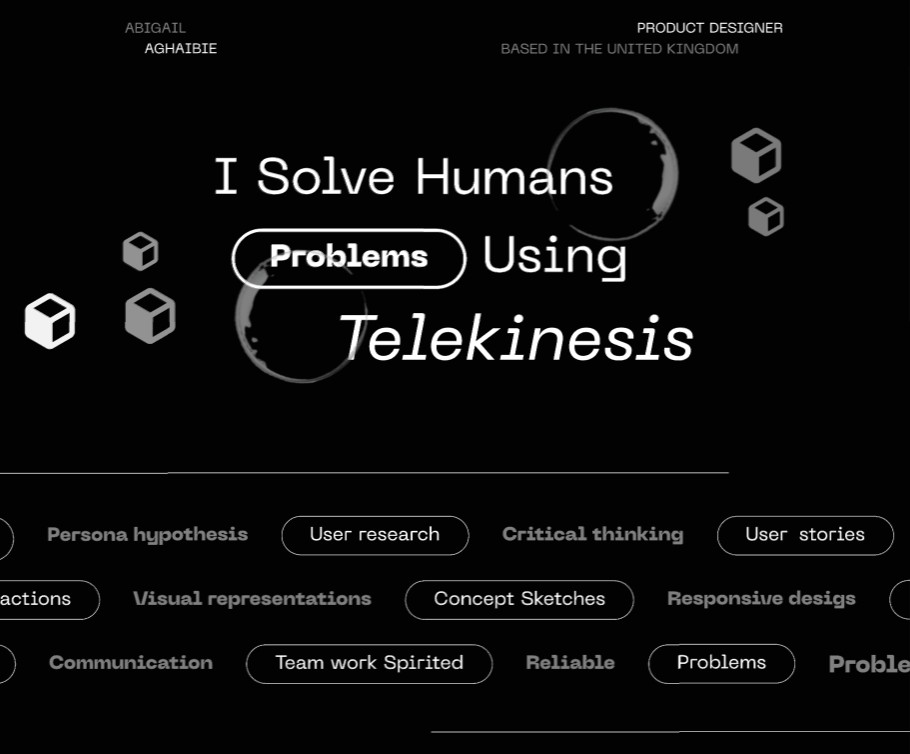 ABIGAIL
AGHAIBIE
PRODUCT DESIGNER
BASED IN THE UNITED KINGDOM
I Solve Humans
Problems Using
Telekinesis
Persona hypothesis User research Critical thinking User stories
actions Visual representations Concept Sketches Responsive desigs
Communication Team work Spirited Reliable Problems Proble